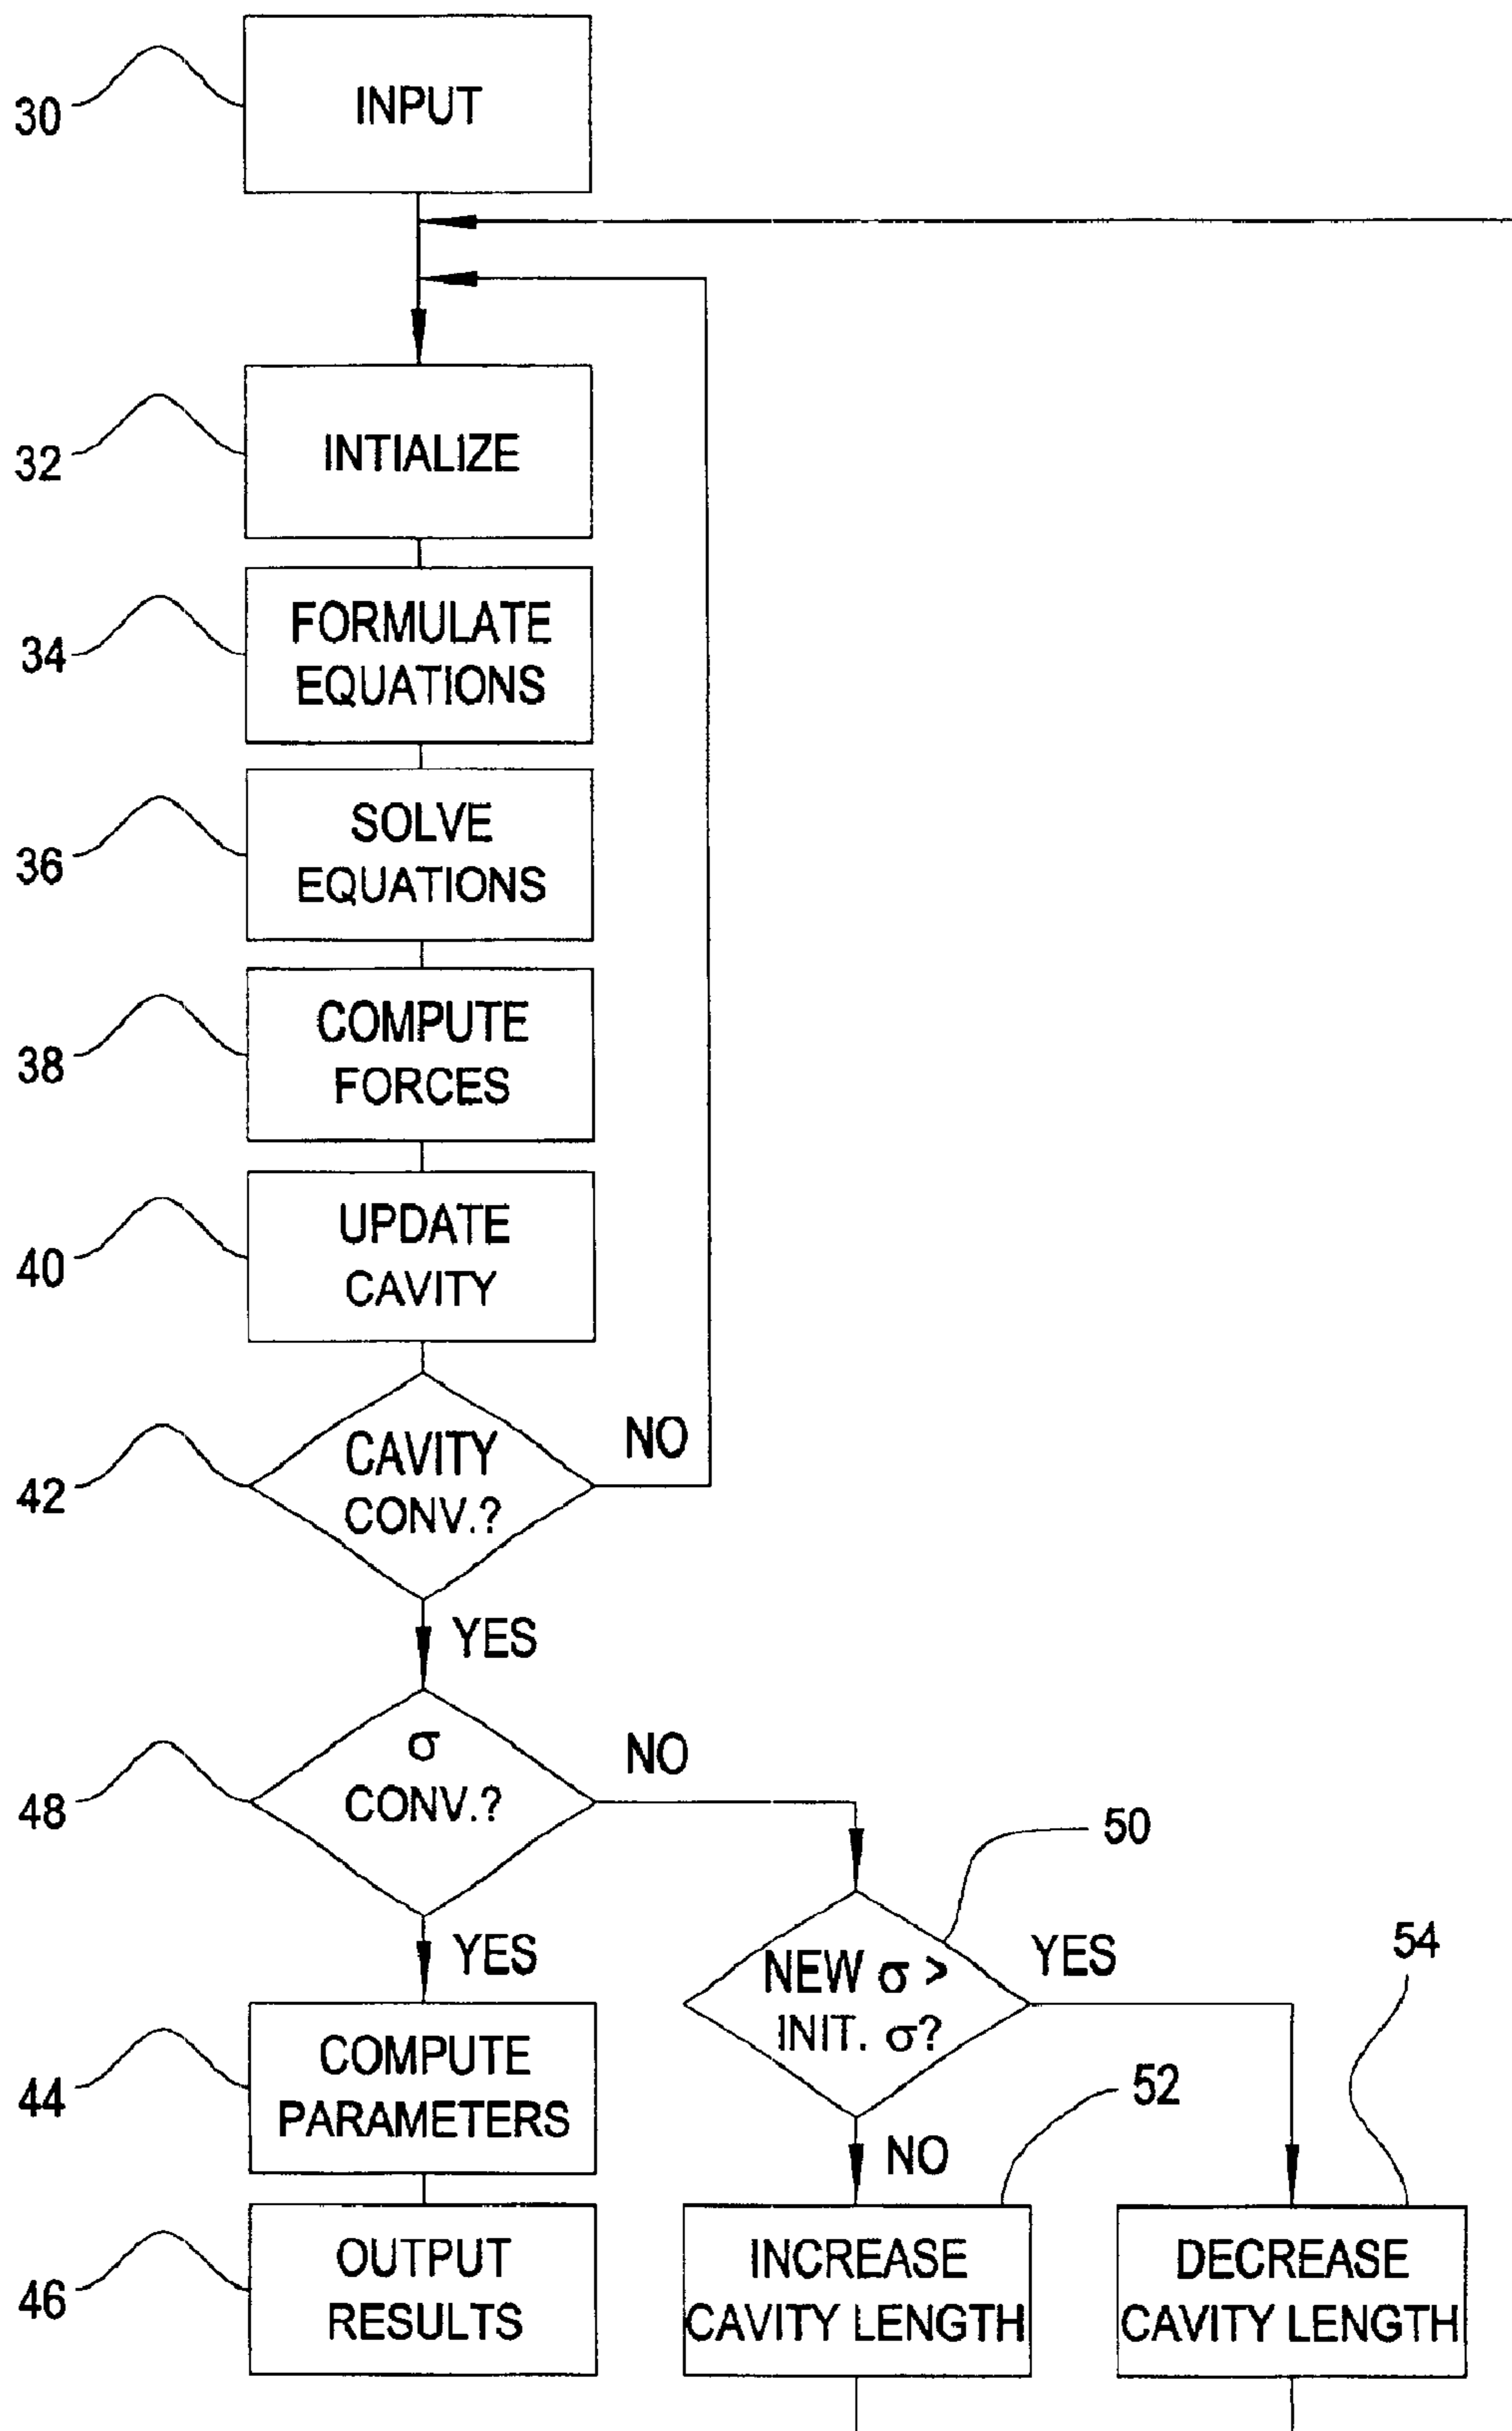 30
INPUT
32
INTIALIZE
34
FORMULATE
EQUATIONS
36
SOLVE
EQUATIONS
38
COMPUTE
FORCES
40
UPDATE
CAVITY
42
CAVITY
CONV.?
NO
YES
48
σ
CONV.?
NO
YES
50
NEW σ >
INIT. σ?
YES
NO
44
COMPUTE
PARAMETERS
52
INCREASE
CAVITY LENGTH
54
DECREASE
CAVITY LENGTH
46
OUTPUT
RESULTS